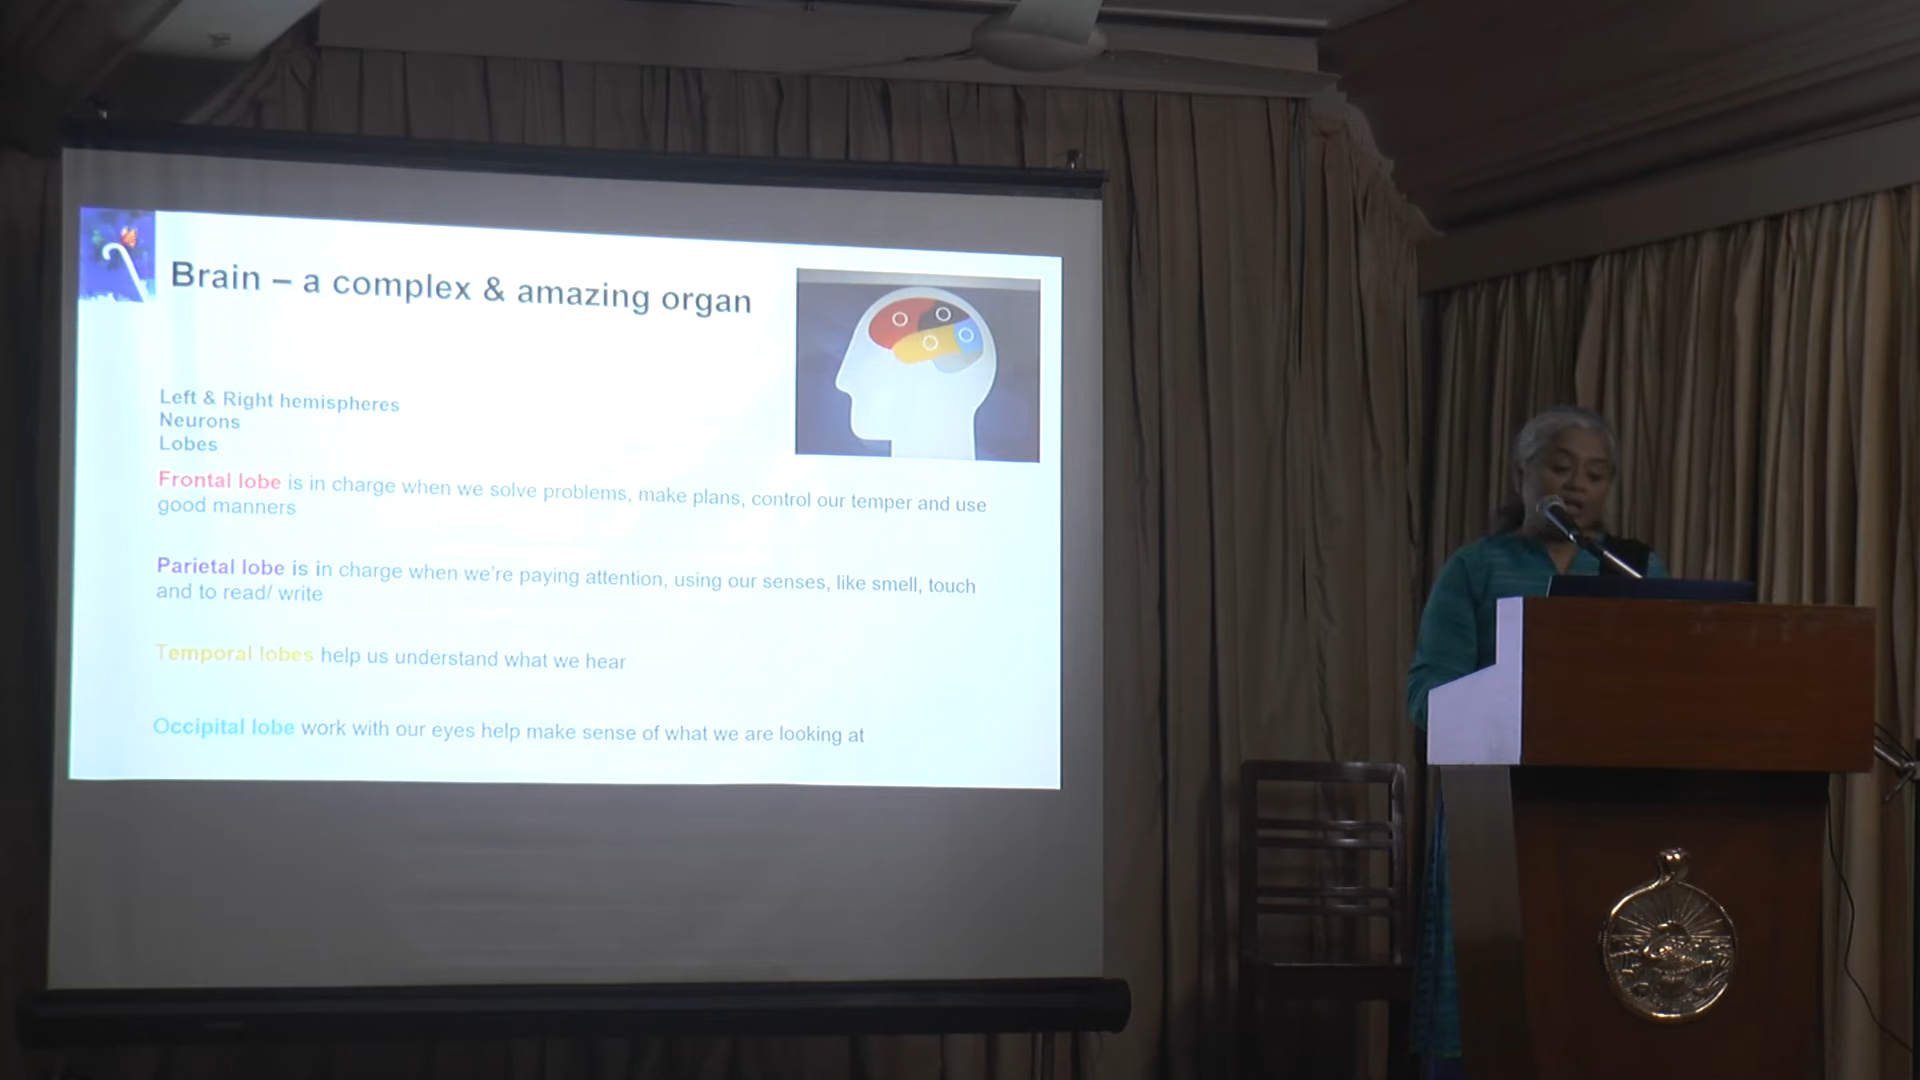 Brain – a complex & amazing organ
Left & Right hemispheres
Neurons
Lobes
Frontal lobe is in charge when we solve problems, make plans, control our temper and use
good manners
Parietal lobe is in charge when we're paying attention, using our senses, like smell, touch
and to read/ write
Temporal lobes help us understand what we hear
Occipital lobe work with our eyes help make sense of what we are looking at